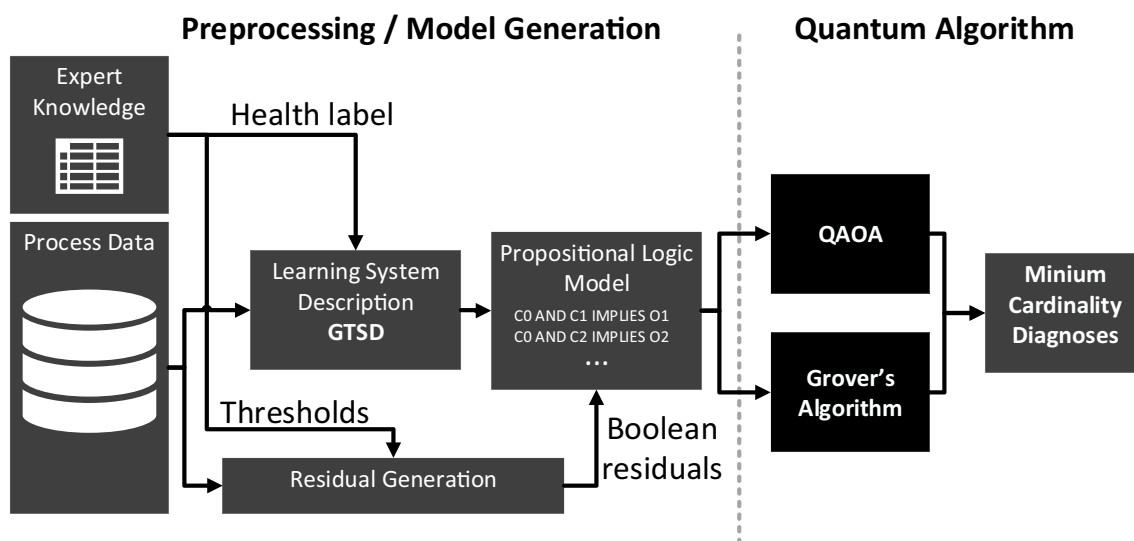 Preprocessing / Model Generation
Quantum Algorithm
Expert
Knowledge
Health label
Process Data
Learning System
Description
GTSD
Propositional Logic
Model
C0 AND C1 IMPLIES O1
C0 AND C2 IMPLIES O2
...
QAOA
Minium
Cardinality
Diagnoses
Grover's
Algorithm
Thresholds
Boolean
residuals
Residual Generation